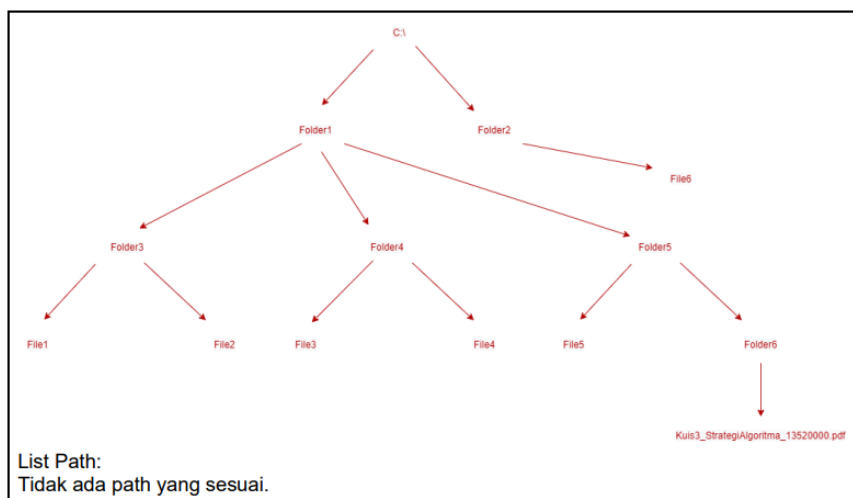 C:\
Folder1
Folder2
File6
Folder3
Folder4
Folder5
File1
File2
File3
File4
File5
Folder6
Kuis3_StrategiAlgoritma_13520000.pdf
List Path:
Tidak ada path yang sesuai.